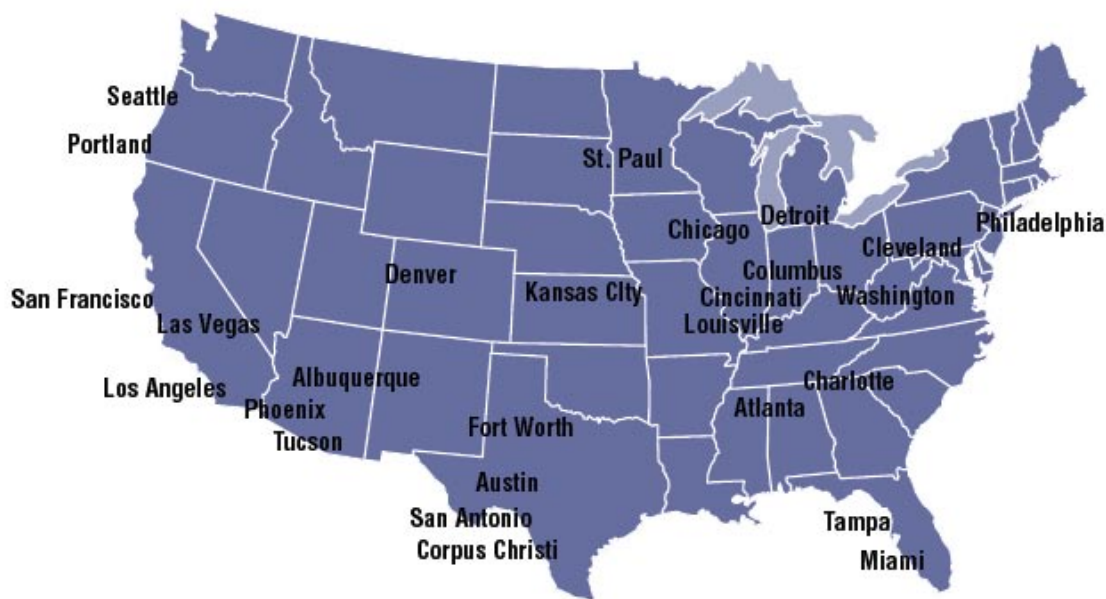 Seattle
Portland
St. Paul
Chicago
Detroit
Philadelphia
Cleveland
Denver
Columbus
Kansas CIty
Cincinnati
Washington
San Francisco
Las Vegas
Louisville
Los Angeles
Albuquerque
Charlotte
Phoenix
Atlanta
Tucson
Fort Worth
Austin
San Antonio
Tampa
Corpus Christi
Miami